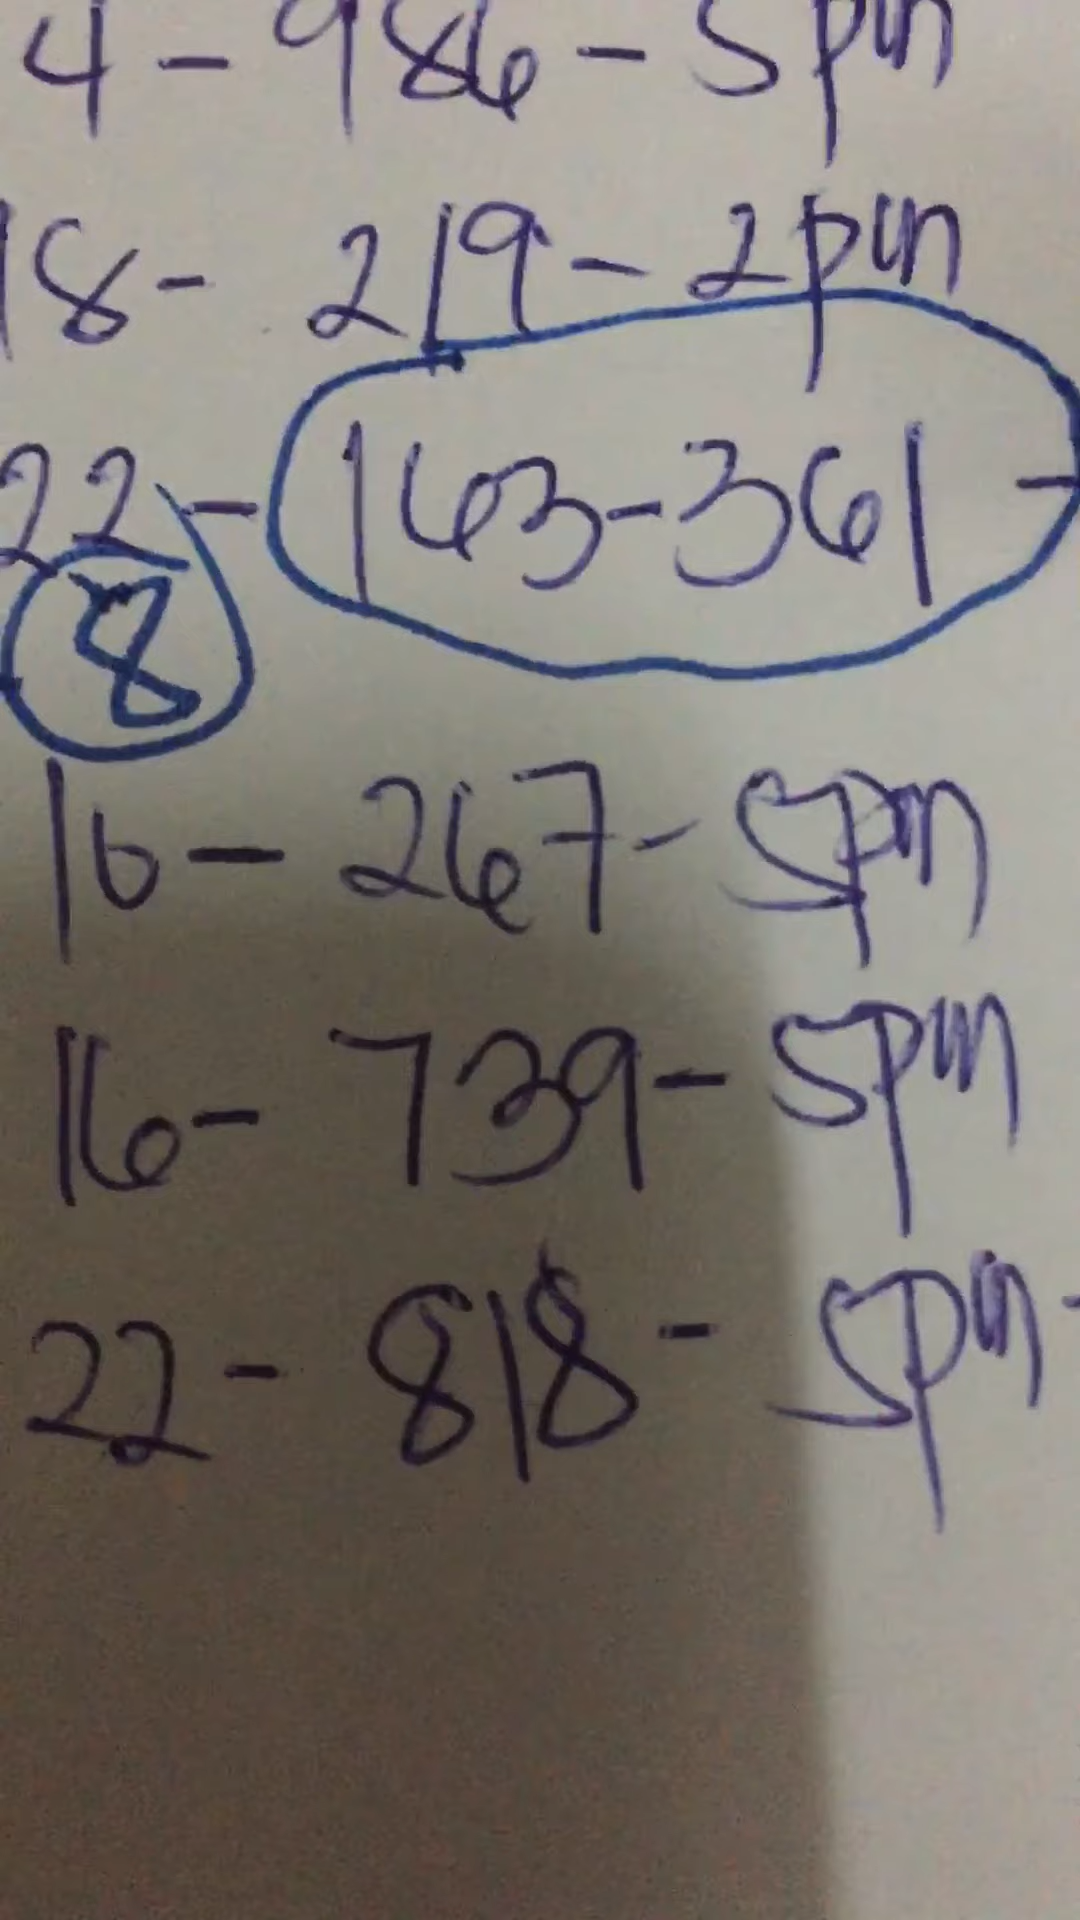 4 - 986 - 5pm
18 - 219 - 2pm
22 - 163 - 361 -
8
16 - 267 - 5pm
16 - 739 - 5pm
22 - 818 - 5pm -